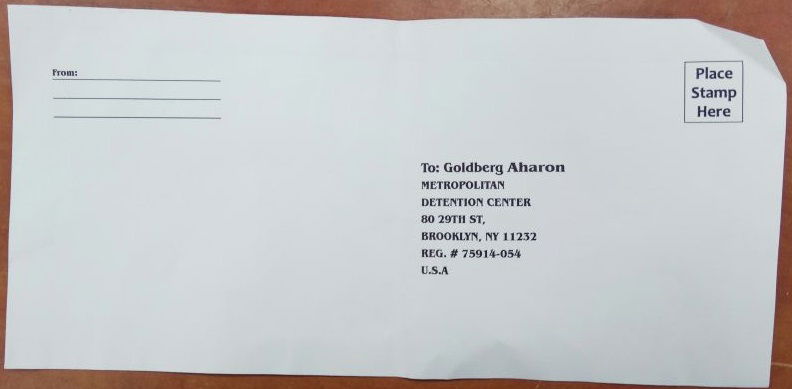 From:
Place
Stamp
Here
To: Goldberg Aharon
METROPOLITAN
DETENTION CENTER
80 29TH ST,
BROOKLYN, NY 11232
REG. # 75914-054
U.S.A